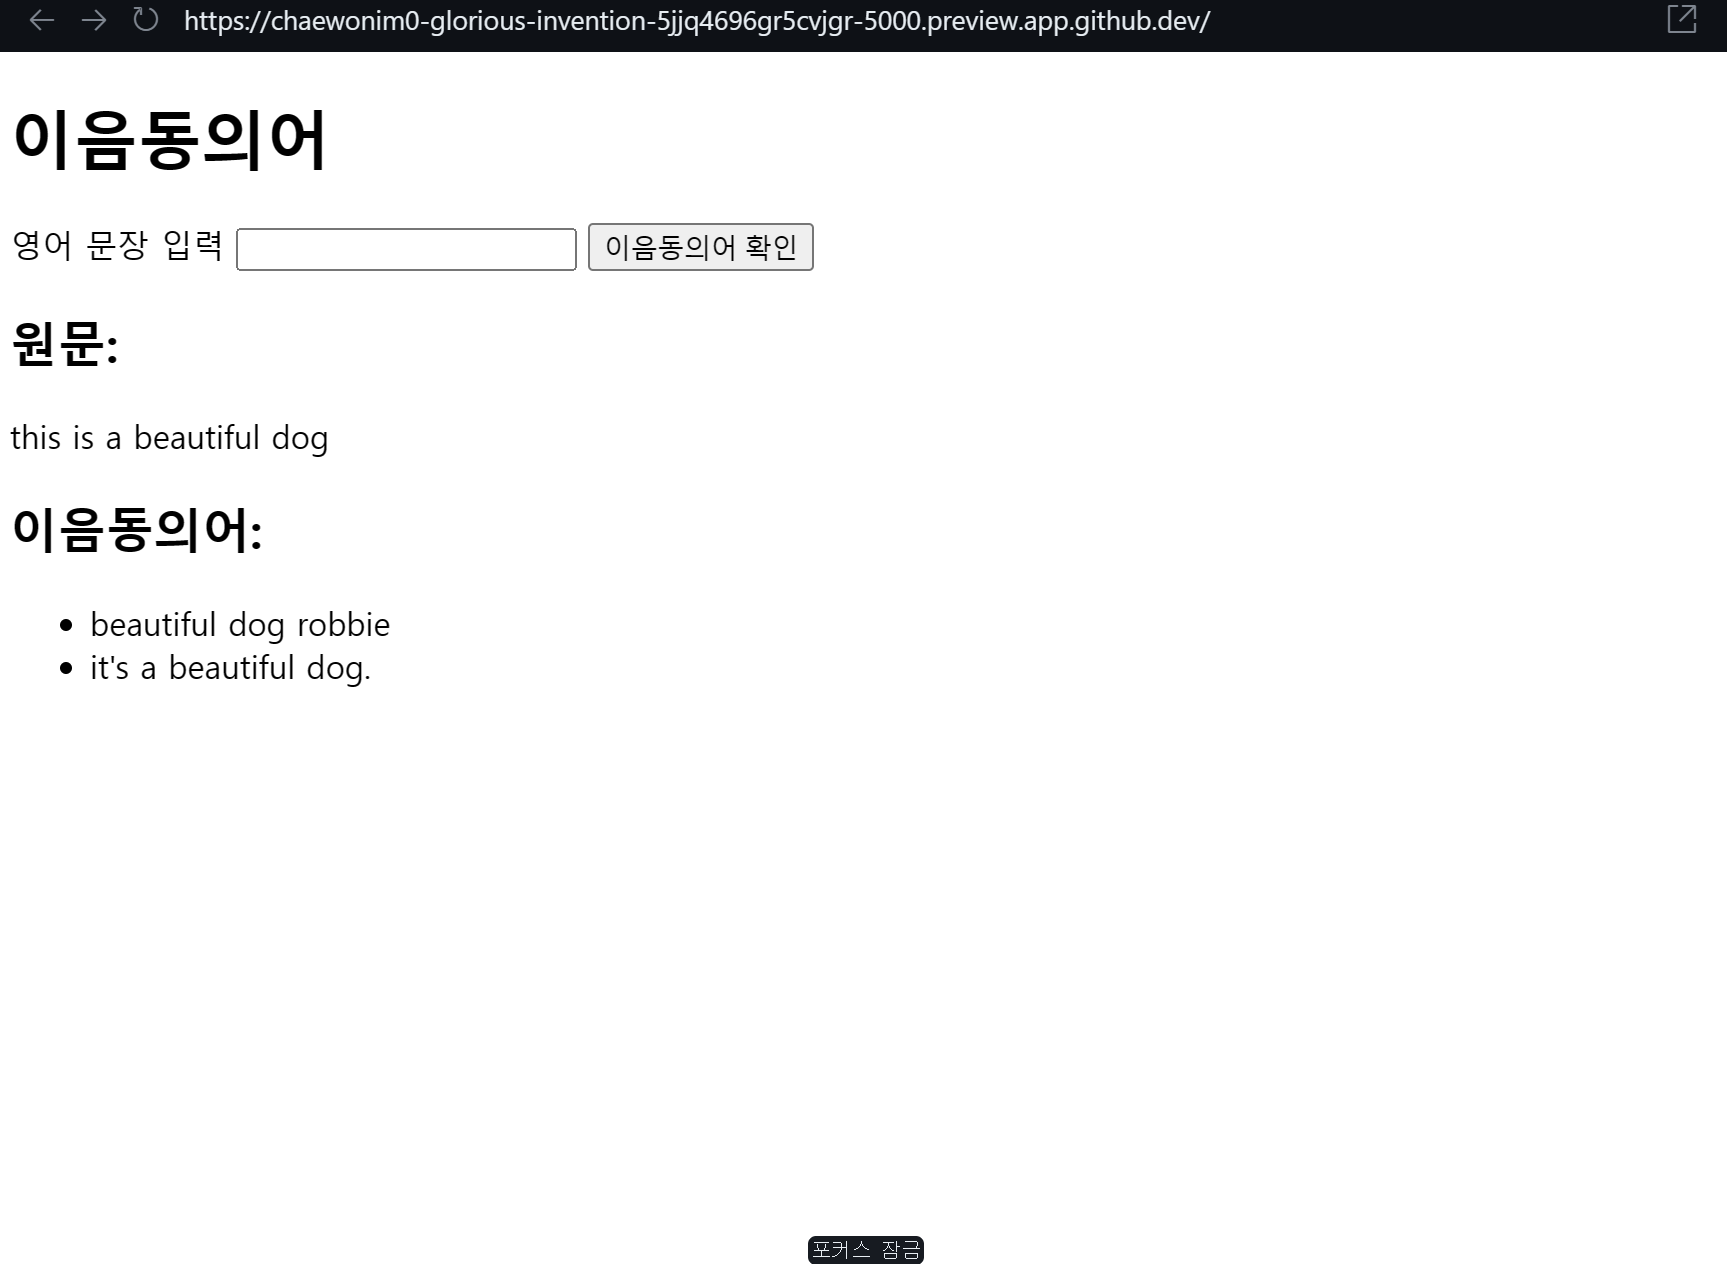 https://chaewonim0-glorious-invention-5jjq4696gr5cvjgr-5000.preview.app.github.dev/
이음동의어
영어 문장 입력 이음동의어 확인
원문:
this is a beautiful dog
이음동의어:
beautiful dog robbie
it's a beautiful dog.
포커스 잠금